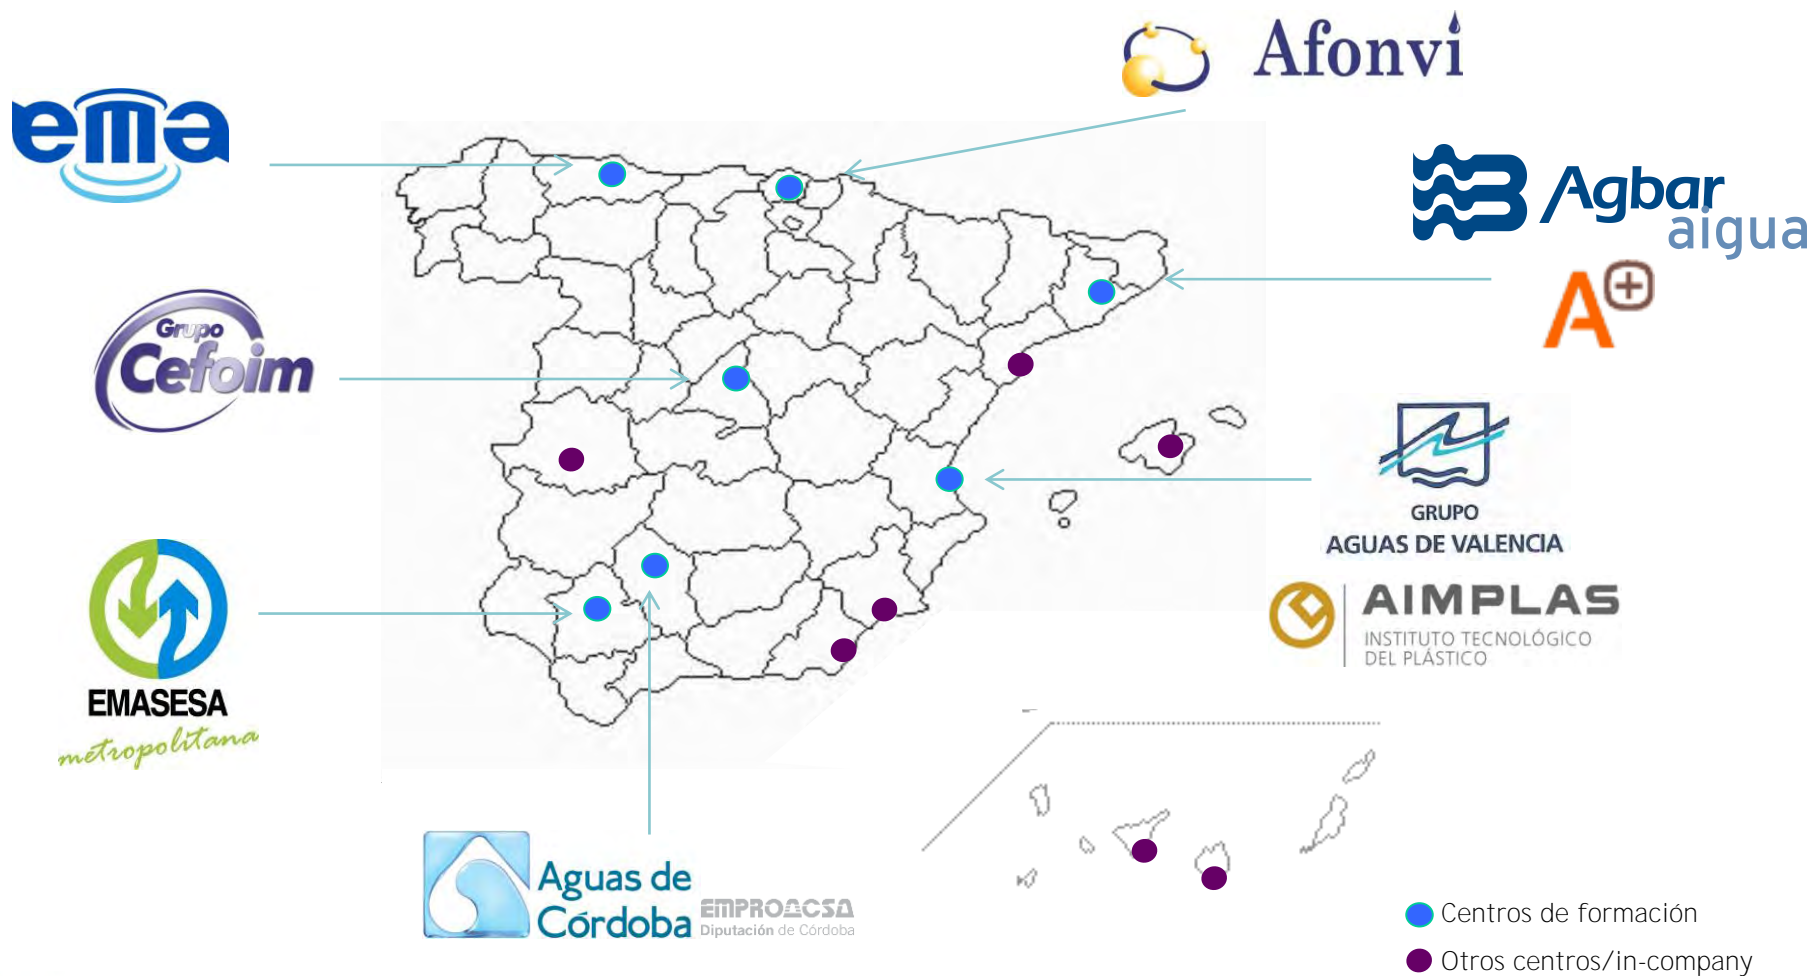 Afonvi
ema
Agbar
aigua
A+
Grupo
Cefoim
GRUPO
AGUAS DE VALENCIA
AIMPLAS
INSTITUTO TECNOLÓGICO
DEL PLÁSTICO
EMASESA
metropolitana
Aguas de
Córdoba
EMPROACSA
Diputación de Córdoba
Centros de formación
Otros centros/in-company